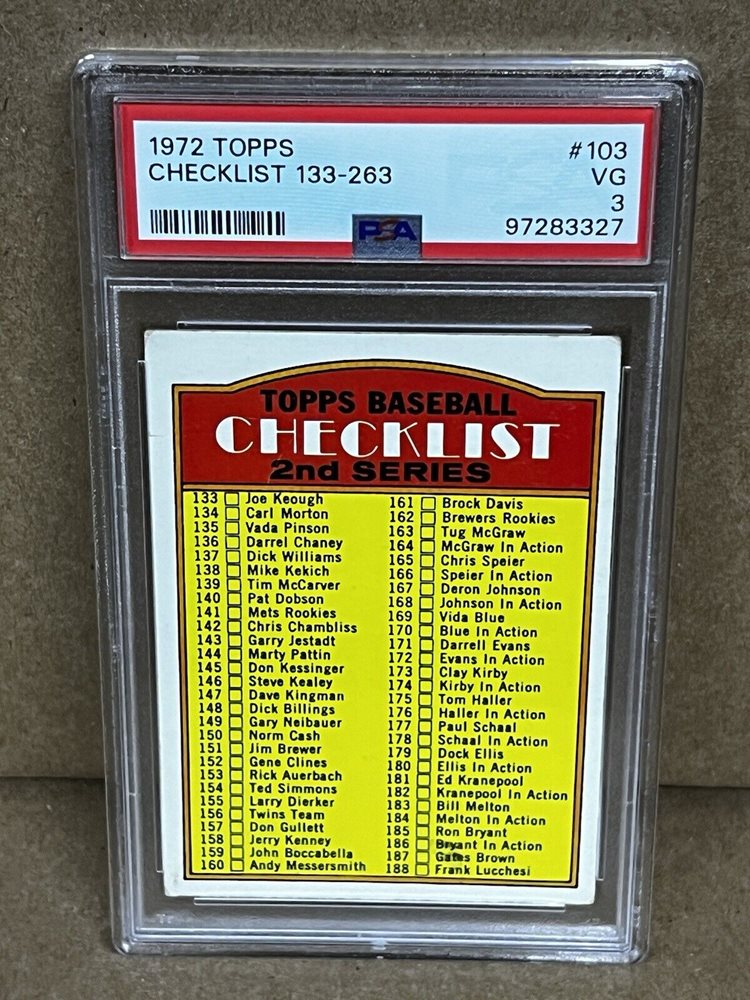 1972 TOPPS #103
CHECKLIST 133-263 VG
3
PSA 97283327
TOPPS BASEBALL
CHECKLIST
2nd SERIES
133 Joe Keough
134 Carl Morton
135 Vada Pinson
136 Darrel Chaney
137 Dick Williams
138 Mike Kekich
139 Tim McCarver
140 Pat Dobson
141 Mets Rookies
142 Chris Chambliss
143 Garry Jestadt
144 Marty Pattin
145 Don Kessinger
146 Steve Kealey
147 Dave Kingman
148 Dick Billings
149 Gary Neibauer
150 Norm Cash
151 Jim Brewer
152 Gene Clines
153 Rick Auerbach
154 Ted Simmons
155 Larry Dierker
156 Twins Team
157 Don Gullett
158 Jerry Kenney
159 John Boccabella
160 Andy Messersmith
161 Brock Davis
162 Brewers Rookies
163 Tug McGraw
164 McGraw In Action
165 Chris Speier
166 Speier In Action
167 Deron Johnson
168 Johnson In Action
169 Vida Blue
170 Blue In Action
171 Darrell Evans
172 Evans In Action
173 Clay Kirby
174 Kirby In Action
175 Tom Haller
176 Haller In Action
177 Paul Schaal
178 Schaal In Action
179 Dock Ellis
180 Ellis In Action
181 Ed Kranepool
182 Kranepool In Action
183 Bill Melton
184 Melton In Action
185 Ron Bryant
186 Bryant In Action
187 Gates Brown
188 Frank Lucchesi